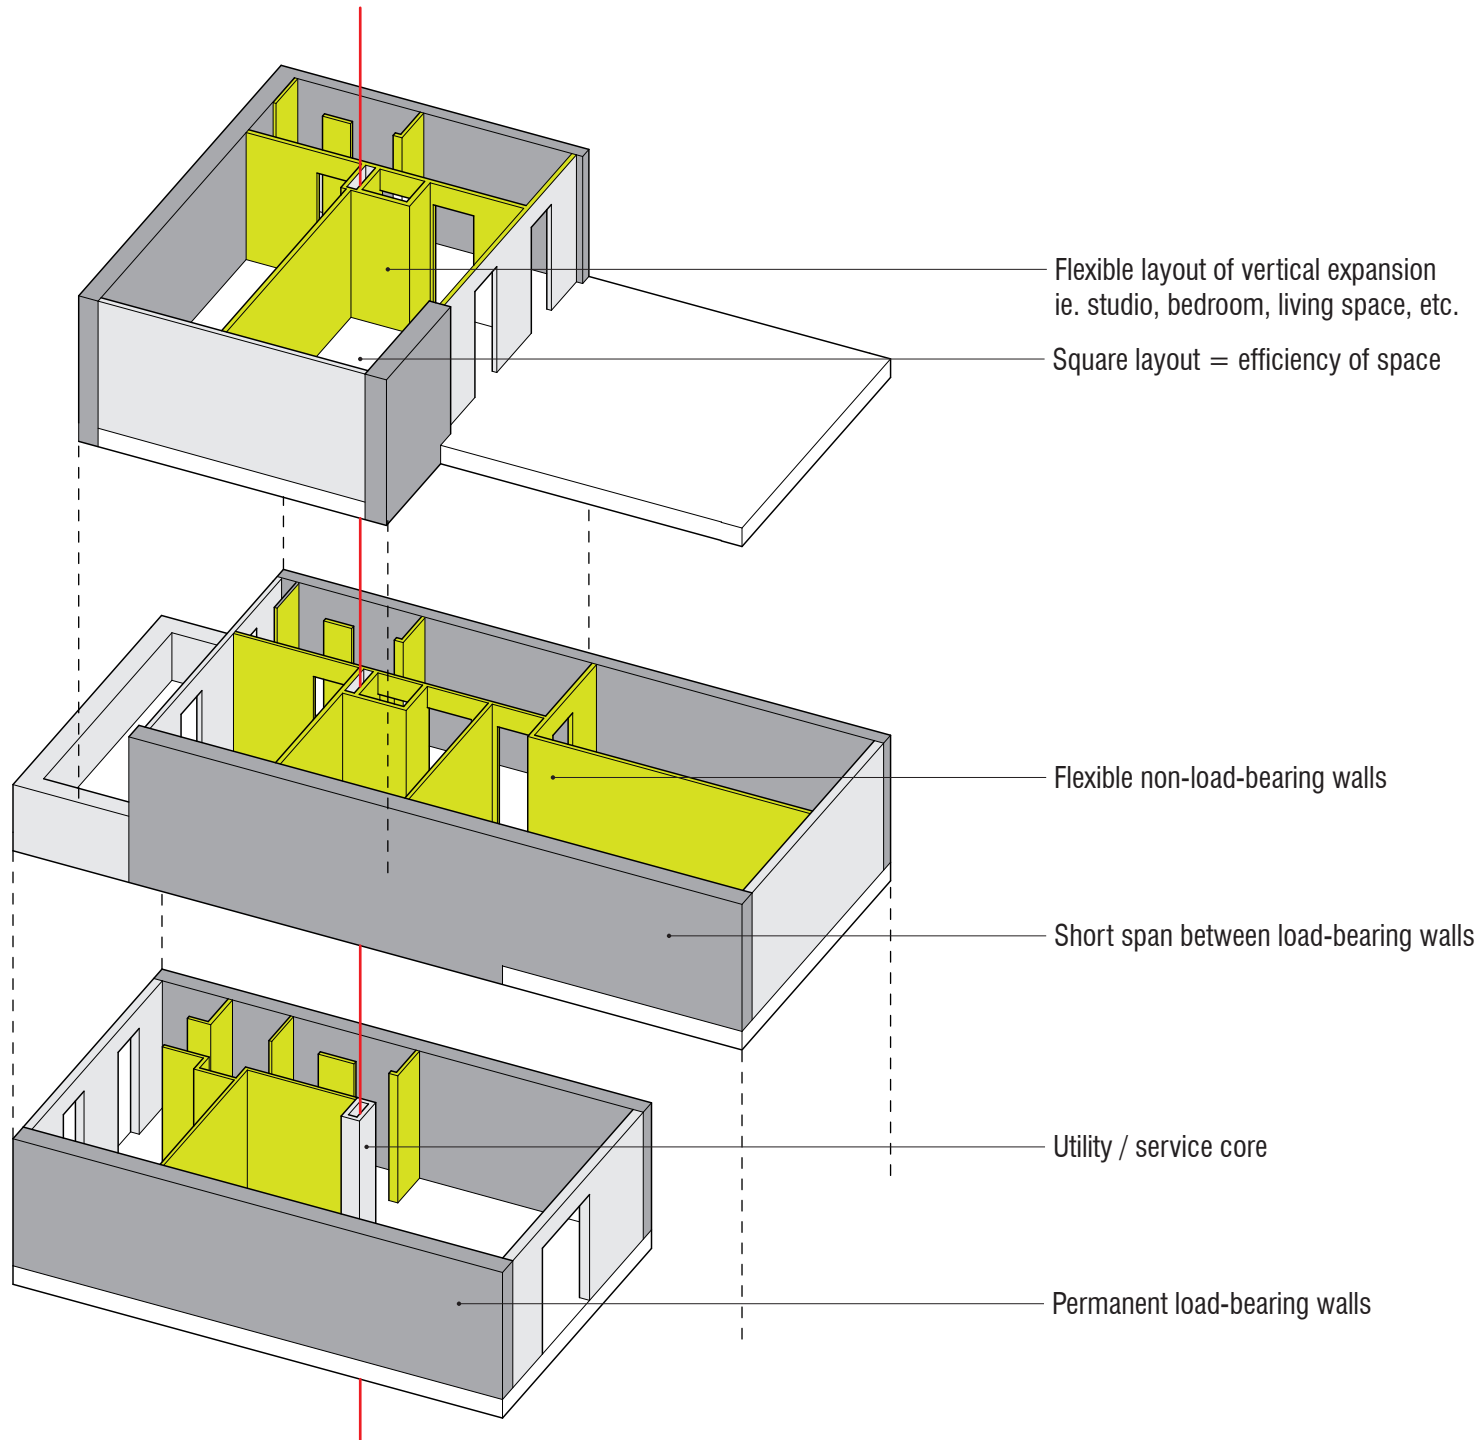 Flexible layout of vertical expansion
ie. studio, bedroom, living space, etc.
Square layout = efficiency of space
Flexible non-load-bearing walls
Short span between load-bearing walls
Utility / service core
Permanent load-bearing walls